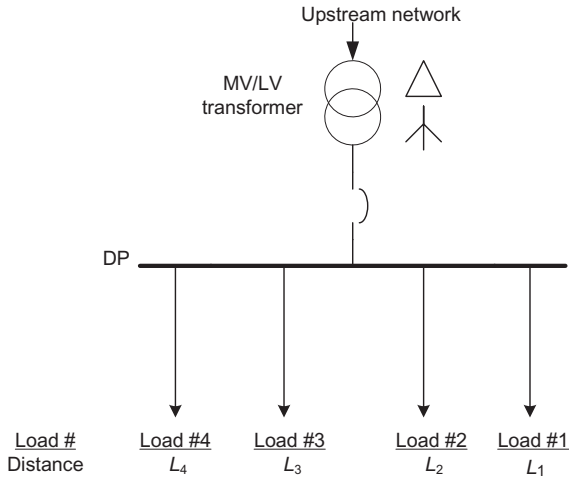 Upstream network
MV/LV
transformer
DP
Load # Load #4 Load #3 Load #2 Load #1
Distance L4 L3 L2 L1